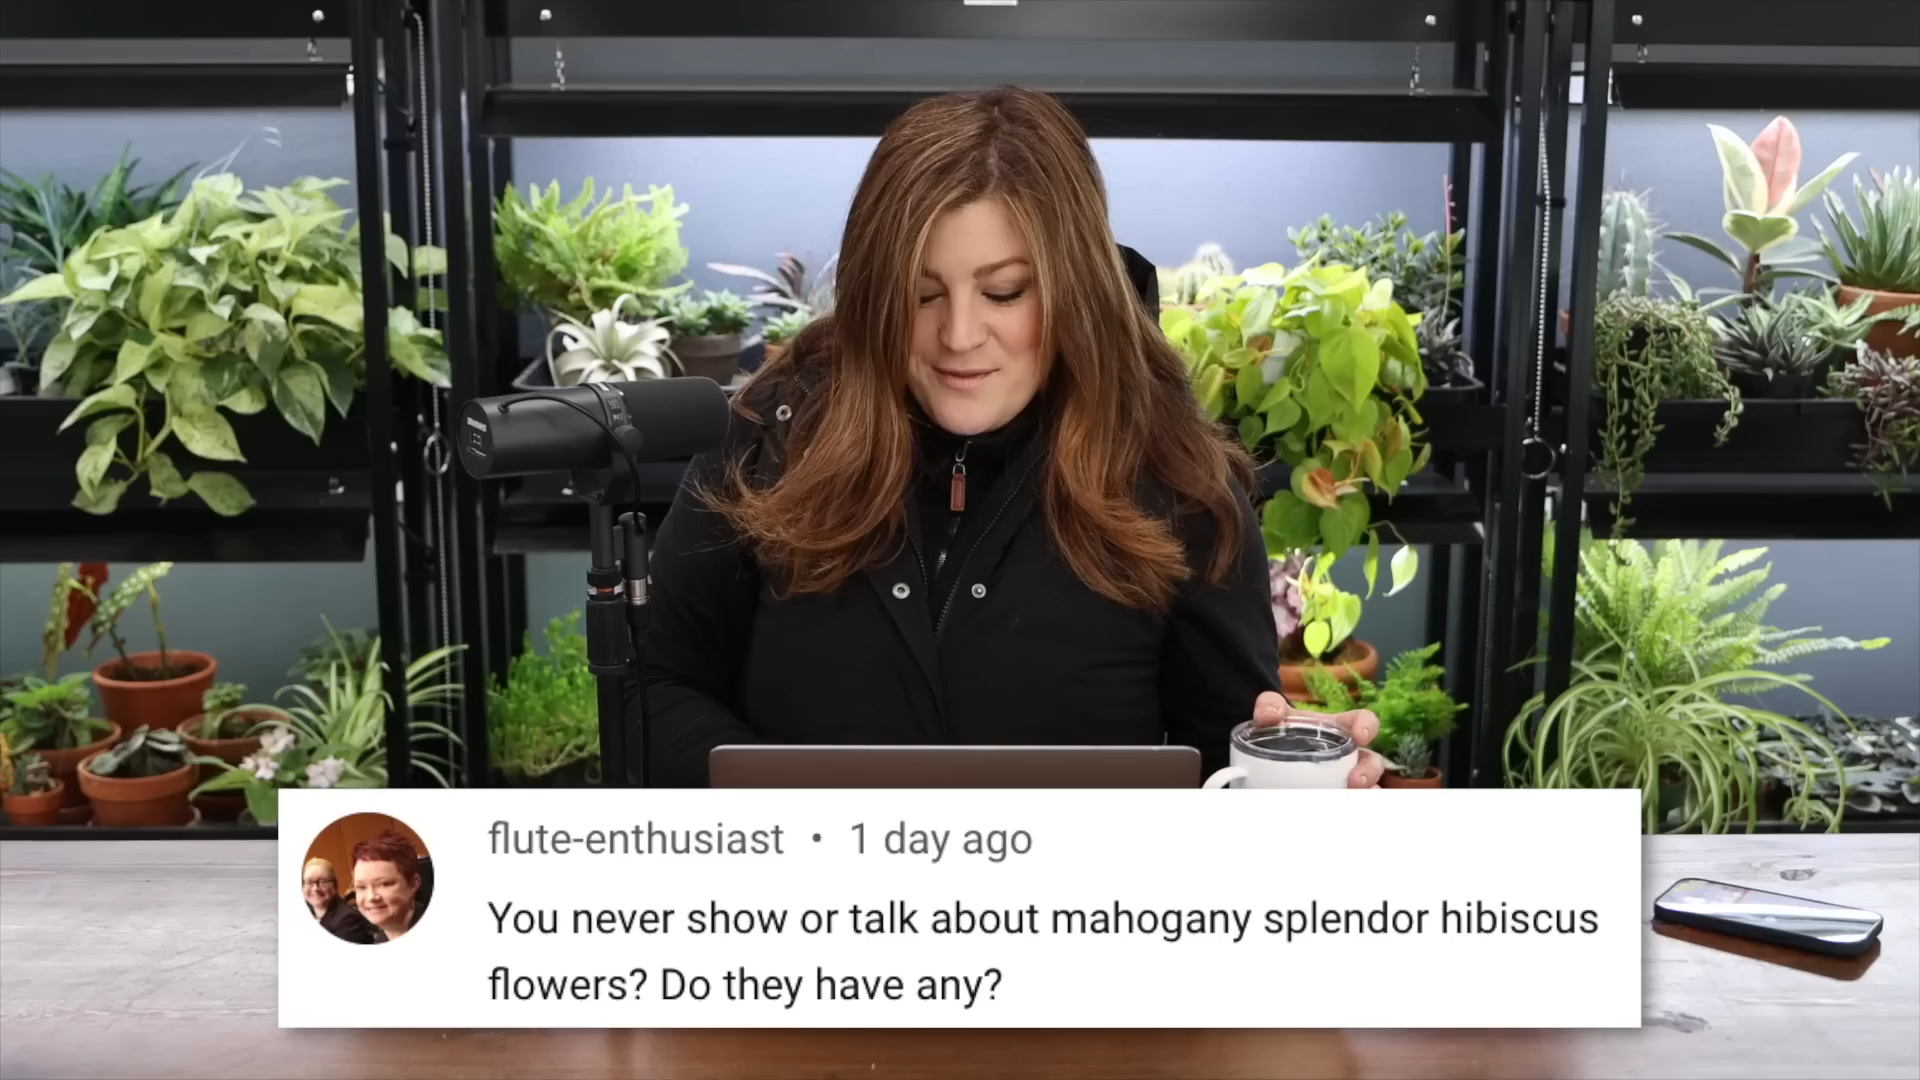 flute-enthusiast • 1 day ago
You never show or talk about mahogany splendor hibiscus
flowers? Do they have any?